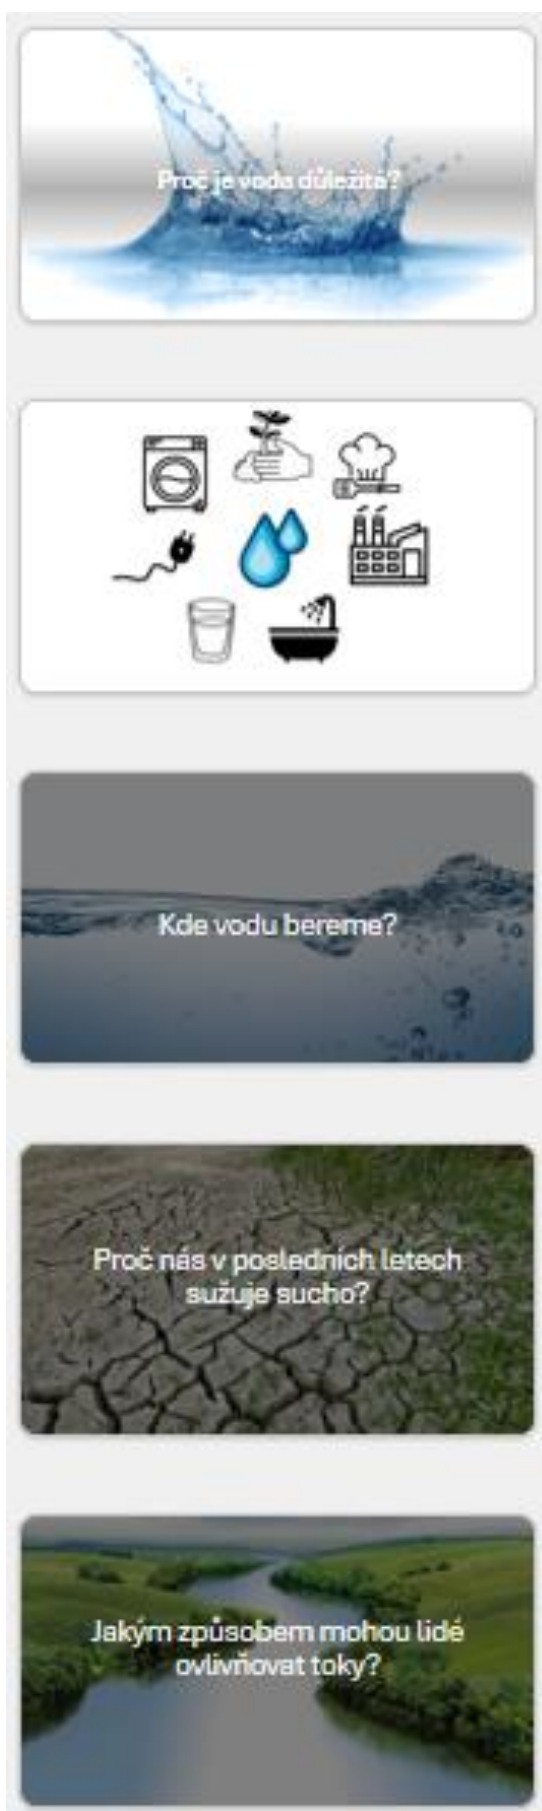 Proč je voda důležitá?
Kde vodu bereme?
Proč nás v posledních letech
sužuje sucho?
Jakým způsobem mohou lidé
ovlivňovat toky?